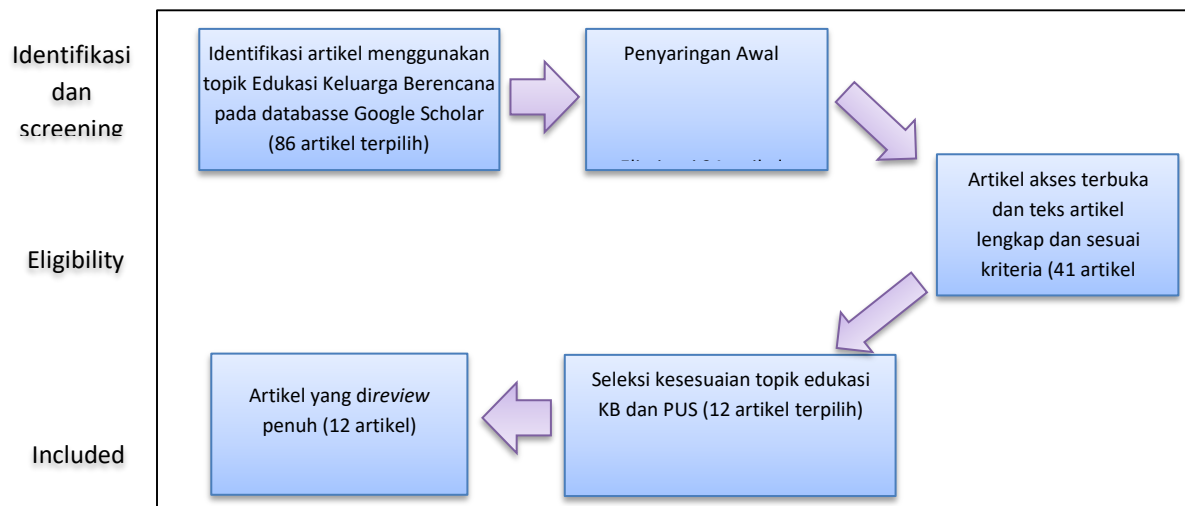 Identifikasi
dan
screening
Identifikasi artikel menggunakan
topik Edukasi Keluarga Berencana
pada databasse Google Scholar
(86 artikel terpilih)
Penyaringan Awal
Artikel akses terbuka
dan teks artikel
lengkap dan sesuai
kriteria (41 artikel
Eligibility
Seleksi kesesuaian topik edukasi
KB dan PUS (12 artikel terpilih)
Artikel yang direview
penuh (12 artikel)
Included